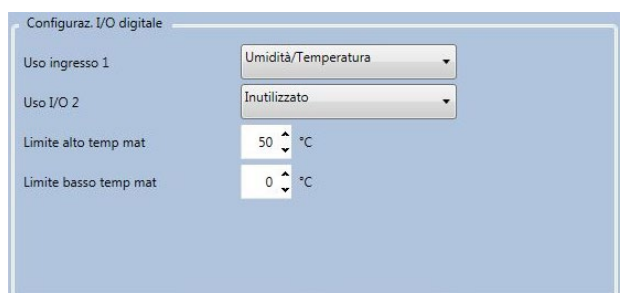 Configuraz. I/O digitale
Uso ingresso 1 Umidità/Temperatura
Uso I/O 2 Inutilizzato
Limite alto temp mat 50 °C
Limite basso temp mat 0 °C